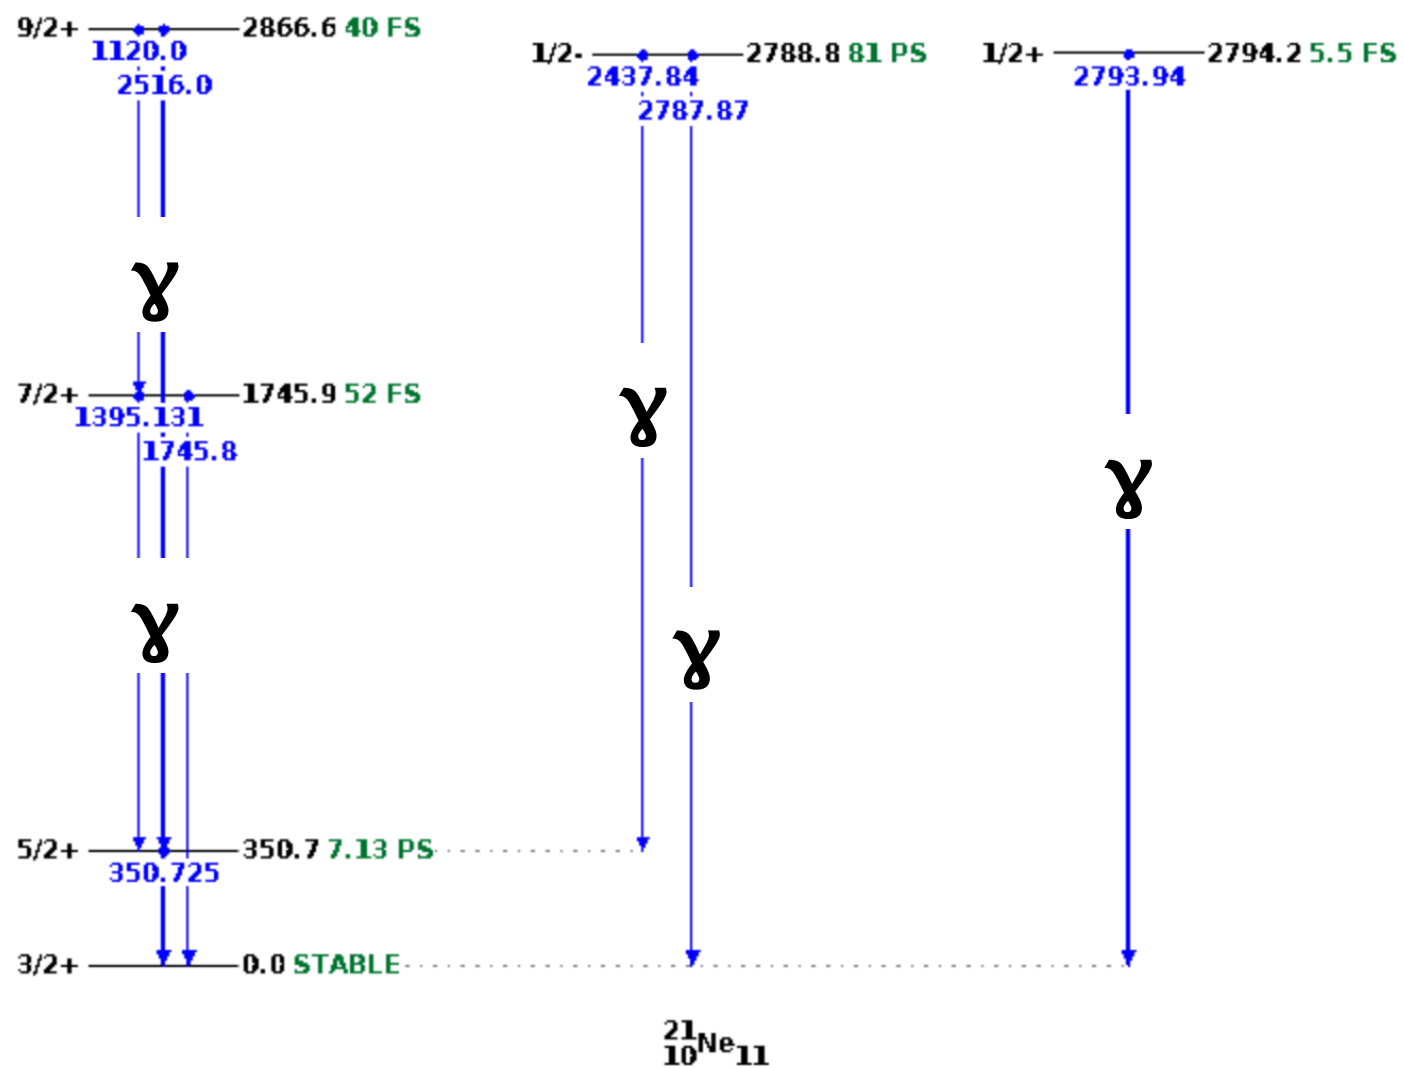 9/2+ 2866.6 40 FS
1120.0
2516.0
γ
7/2+ 1745.9 52 FS
1395.131
1745.8
γ
5/2+ 350.7 7.13 PS
350.725
3/2+ 0.0 STABLE
1/2- 2788.8 81 PS
2437.84
2787.87
γ
γ
1/2+ 2794.2 5.5 FS
2793.94
γ
21
10Ne11